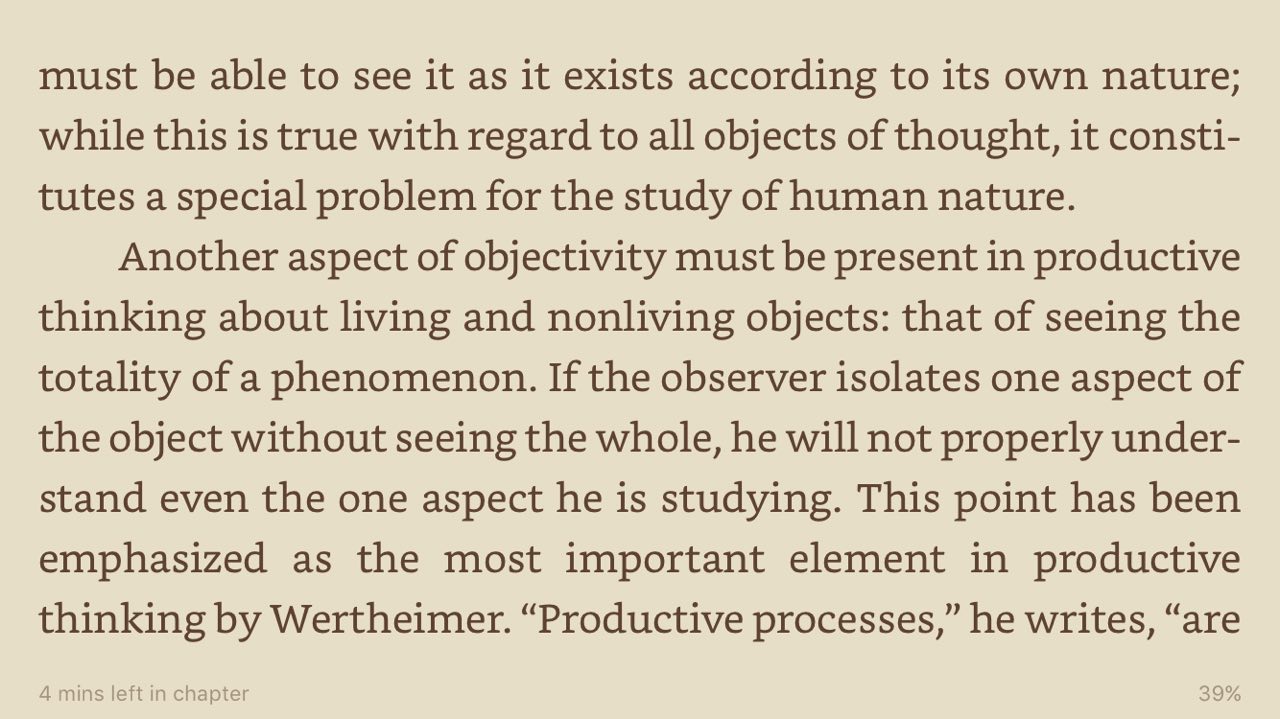 must be able to see it as it exists according to its own nature;
while this is true with regard to all objects of thought, it consti-
tutes a special problem for the study of human nature.
Another aspect of objectivity must be present in productive
thinking about living and nonliving objects: that of seeing the
totality of a phenomenon. If the observer isolates one aspect of
the object without seeing the whole, he will not properly under-
stand even the one aspect he is studying. This point has been
emphasized as the most important element in productive
thinking by Wertheimer. “Productive processes,” he writes, “are
4 mins left in chapter
39%